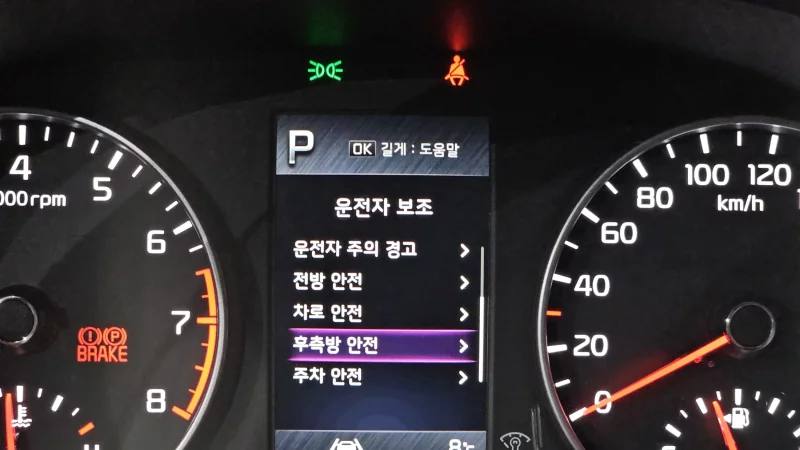 P
OK 길게 : 도움말
운전자 보조
운전자 주의 경고
전방 안전
차로 안전
후측방 안전
주차 안전
8℃
4
5
6
7
8
000rpm
P
BRAKE
H
0
20
40
60
80
100
120
km/h